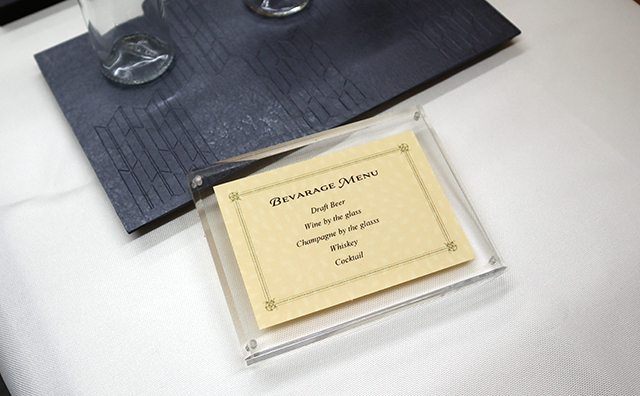 Bevarage Menu
Draft Beer
Wine by the glass
Champagne by the glasss
Whiskey
Cocktail